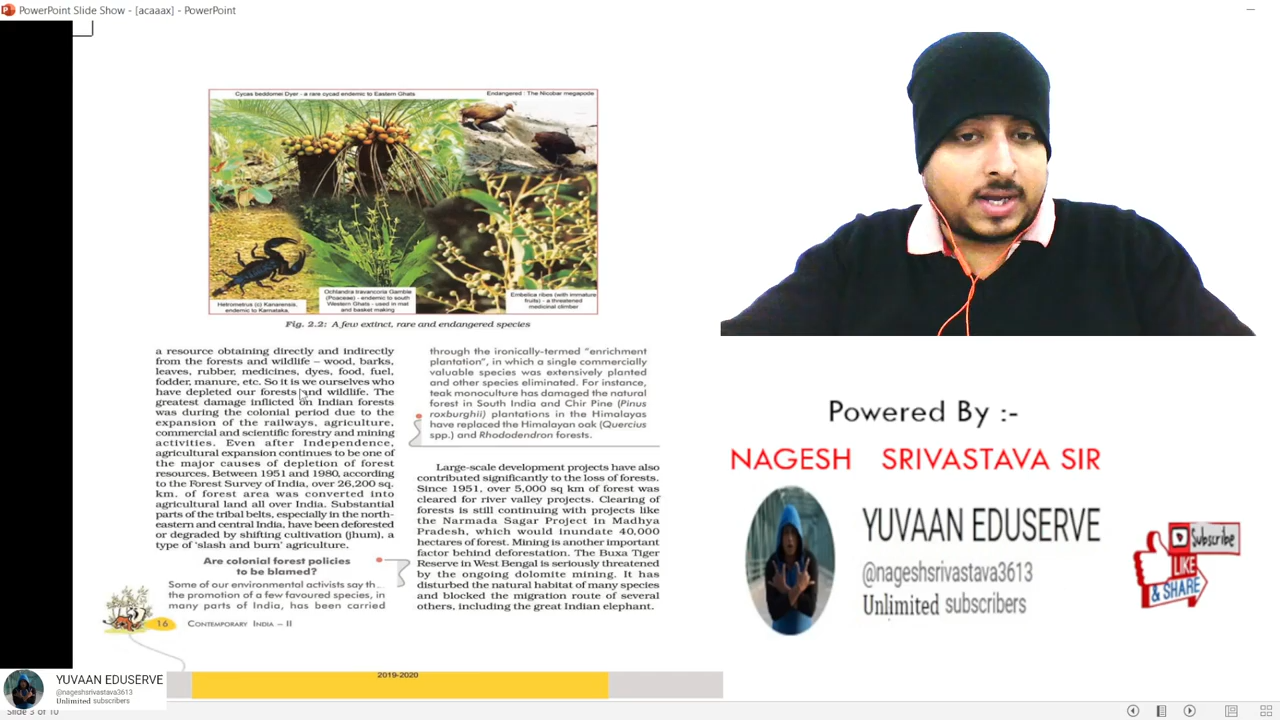 PowerPoint Slide Show - [acaaax] - PowerPoint
Cycas beddomei Dyer - a rare cycad endemic to Eastern Ghats
Endangered : The Nicobar megapode
Hetrometrus (c) Kanarensis,
endemic to Karnataka,
Ochlandra travancoria Gamble
(Poaceae) - endemic to south
Western Ghats - used in mat
and basket making
Embelica ribes (with immature
fruits) - a threatened
medicinal climber
Fig. 2.2: A few extinct, rare and endangered species
a resource obtaining directly and indirectly
from the forests and wildlife – wood, barks,
leaves, rubber, medicines, dyes, food, fuel,
fodder, manure, etc. So it is we ourselves who
have depleted our forests and wildlife. The
greatest damage inflicted on Indian forests
was during the colonial period due to the
expansion of the railways, agriculture,
commercial and scientific forestry and mining
activities. Even after Independence,
agricultural expansion continues to be one of
the major causes of depletion of forest
resources. Between 1951 and 1980, according
to the Forest Survey of India, over 26,200 sq.
km. of forest area was converted into
agricultural land all over India. Substantial
parts of the tribal belts, especially in the north-
eastern and central India, have been deforested
or degraded by shifting cultivation (jhum), a
type of ‘slash and burn’ agriculture.
Are colonial forest policies
to be blamed?
Some of our environmental activists say th...
the promotion of a few favoured species, in
many parts of India, has been carried
through the ironically-termed “enrichment
plantation”, in which a single commercially
valuable species was extensively planted
and other species eliminated. For instance,
teak monoculture has damaged the natural
forest in South India and Chir Pine (Pinus
roxburghii) plantations in the Himalayas
have replaced the Himalayan oak (Quercius
spp.) and Rhododendron forests.
Large-scale development projects have also
contributed significantly to the loss of forests.
Since 1951, over 5,000 sq km of forest was
cleared for river valley projects. Clearing of
forests is still continuing with projects like
the Narmada Sagar Project in Madhya
Pradesh, which would inundate 40,000
hectares of forest. Mining is another important
factor behind deforestation. The Buxa Tiger
Reserve in West Bengal is seriously threatened
by the ongoing dolomite mining. It has
disturbed the natural habitat of many species
and blocked the migration route of several
others, including the great Indian elephant.
16 CONTEMPORARY INDIA – II
2019-2020
Powered By :-
NAGESH SRIVASTAVA SIR
YUVAAN EDUSERVE
@nageshsrivastava3613
Unlimited subscribers
Subscribe
LIKE
& SHARE
YUVAAN EDUSERVE
@nageshsrivastava3613
Unlimited subscribers
Slide 3 of 10